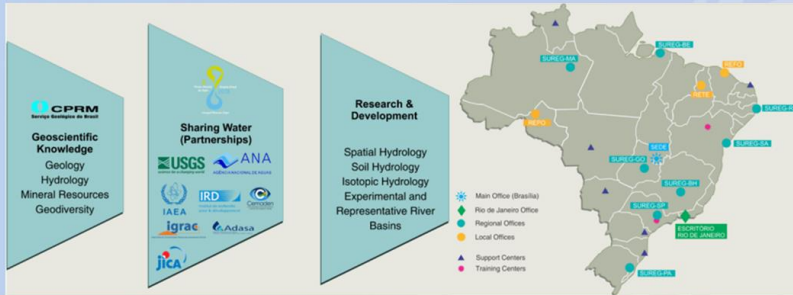 CPRM
Serviço Geológico do Brasil
Geoscientific
Knowledge
Geology
Hydrology
Mineral Resources
Geodiversity
Sharing Water
(Partnerships)
USGS
ANA
IAEA
IRD
Cemaden
igrac
Adasa
JICA
Research &
Development
Spatial Hydrology
Soil Hydrology
Isotopic Hydrology
Experimental and
Representative River
Basins
SUREG-MA
SUREG-BE
REFO
RETE
REPO
SEDE
SUREG-SA
SUREG-GO
SUREG-BH
SUREG-SP
ESCRITÓRIO
RIO DE JANEIRO
SUREG-PA
Main Office (Brasília)
Rio de Janeiro Office
Regional Offices
Local Offices
Support Centers
Training Centers